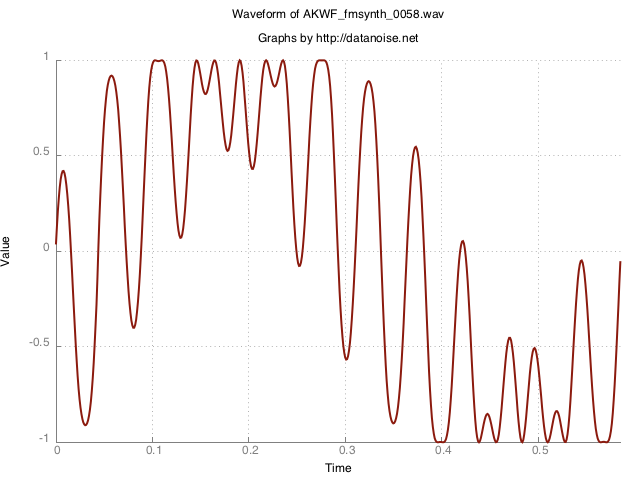 Waveform of AKWF_fmsynth_0058.wav
Graphs by http://datanoise.net
1
0.5
0
-0.5
-1
Value
0 0.1 0.2 0.3 0.4 0.5
Time